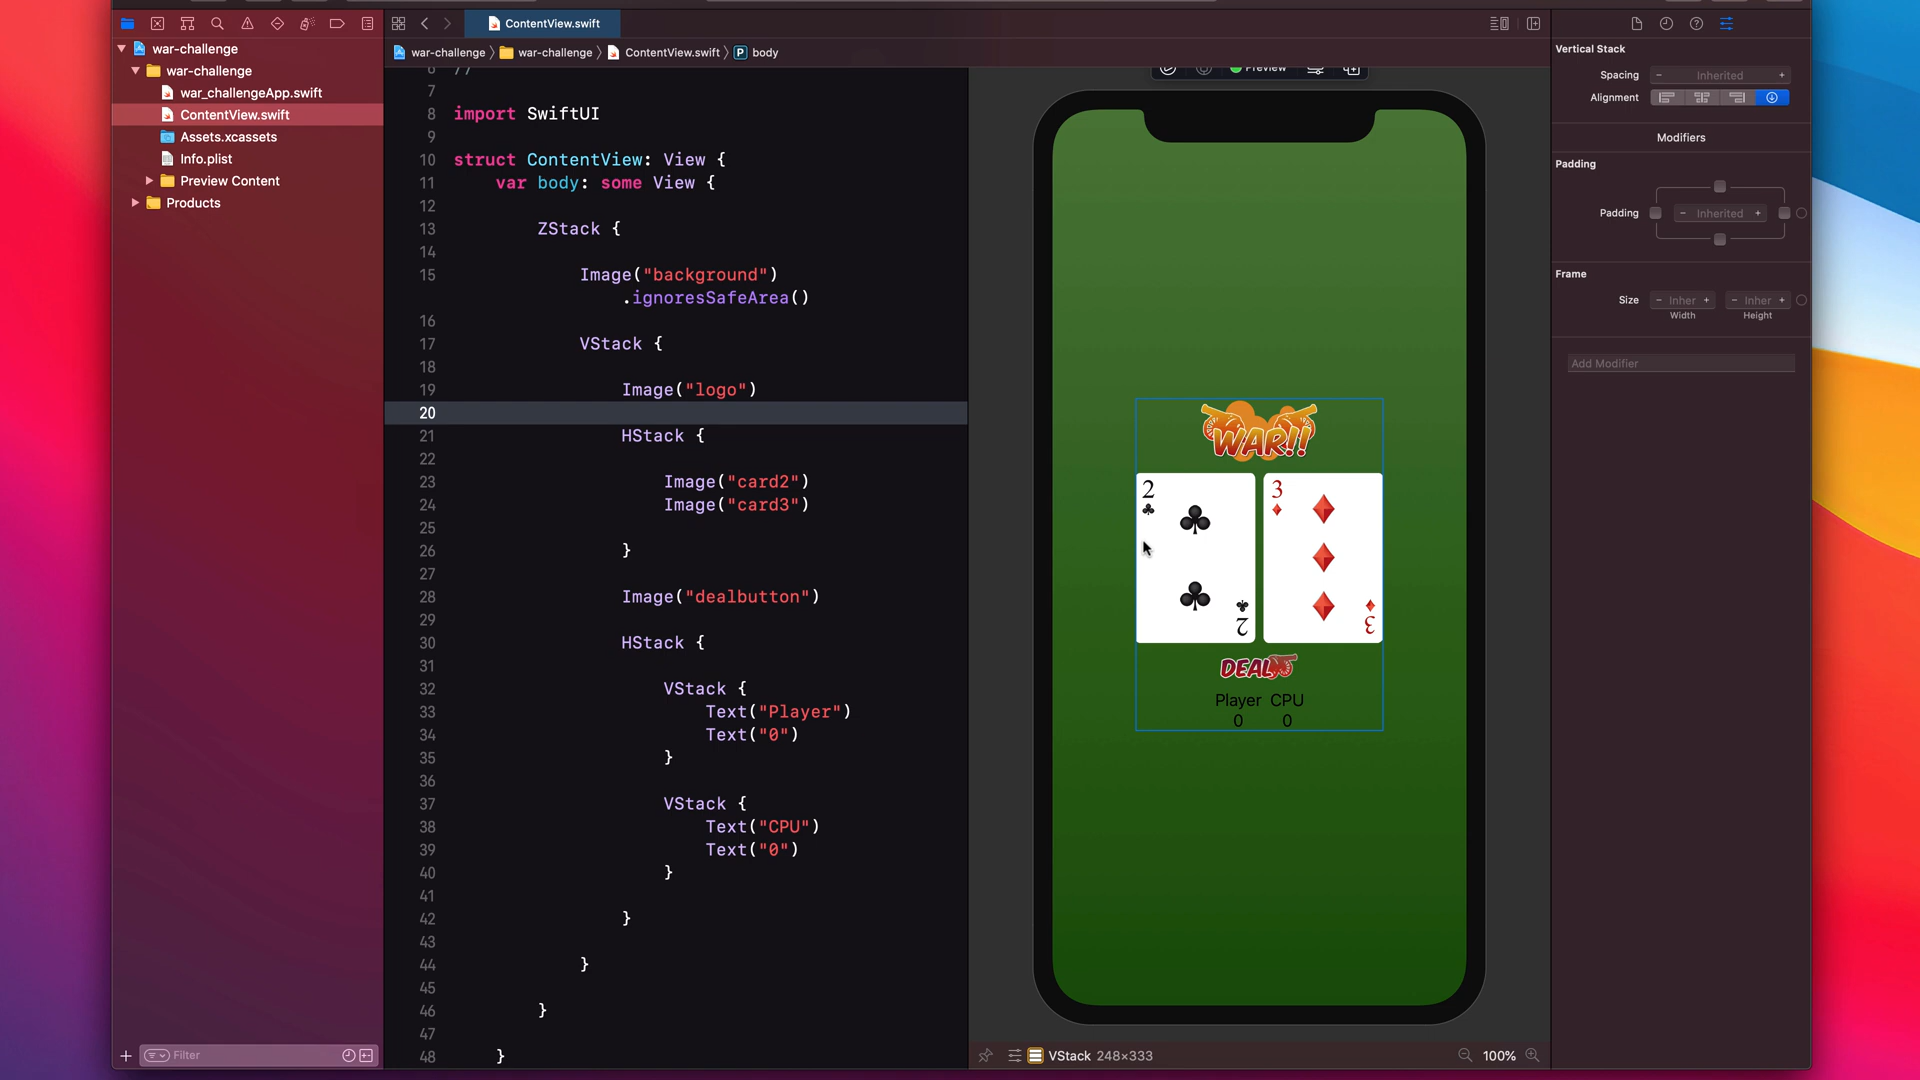 ContentView.swift
war-challenge
war-challenge
war_challengeApp.swift
ContentView.swift
Assets.xcassets
Info.plist
Preview Content
Products
Filter
war-challenge 〉 war-challenge 〉 ContentView.swift 〉 P body
6 //
7
8 import SwiftUI
9
10 struct ContentView: View {
11 var body: some View {
12
13 ZStack {
14
15 Image("background")
.ignoresSafeArea()
16
17 VStack {
18
19 Image("logo")
20
21 HStack {
22
23 Image("card2")
24 Image("card3")
25
26 }
27
28 Image("dealbutton")
29
30 HStack {
31
32 VStack {
33 Text("Player")
34 Text("0")
35 }
36
37 VStack {
38 Text("CPU")
39 Text("0")
40 }
41
42 }
43
44 }
45
46 }
47
48 }
Preview
WAR!!
2 3
2 3
DEAL
Player CPU
0 0
VStack 248×333
100%
Vertical Stack
Spacing - Inherited +
Alignment
Modifiers
Padding
Padding - Inherited +
Frame
Size - Inher + - Inher +
Width Height
Add Modifier